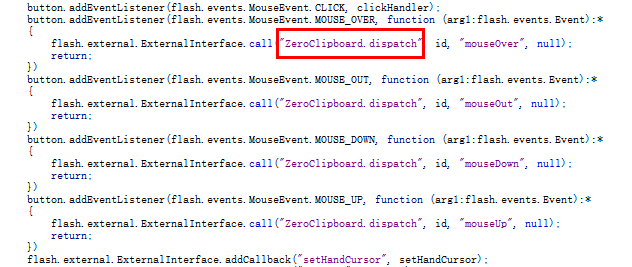 button.addEventListener(flash.events.MouseEvent.CLICK, clickHandler);
button.addEventListener(flash.events.MouseEvent.MOUSE_OVER, function (arg1:flash.events.Event):*
{
flash.external.ExternalInterface.call("ZeroClipboard.dispatch", id, "mouseOver", null);
return;
})
button.addEventListener(flash.events.MouseEvent.MOUSE_OUT, function (arg1:flash.events.Event):*
{
flash.external.ExternalInterface.call("ZeroClipboard.dispatch", id, "mouseOut", null);
return;
})
button.addEventListener(flash.events.MouseEvent.MOUSE_DOWN, function (arg1:flash.events.Event):*
{
flash.external.ExternalInterface.call("ZeroClipboard.dispatch", id, "mouseDown", null);
return;
})
button.addEventListener(flash.events.MouseEvent.MOUSE_UP, function (arg1:flash.events.Event):*
{
flash.external.ExternalInterface.call("ZeroClipboard.dispatch", id, "mouseUp", null);
return;
})
flash.external.ExternalInterface.addCallback("setHandCursor", setHandCursor);